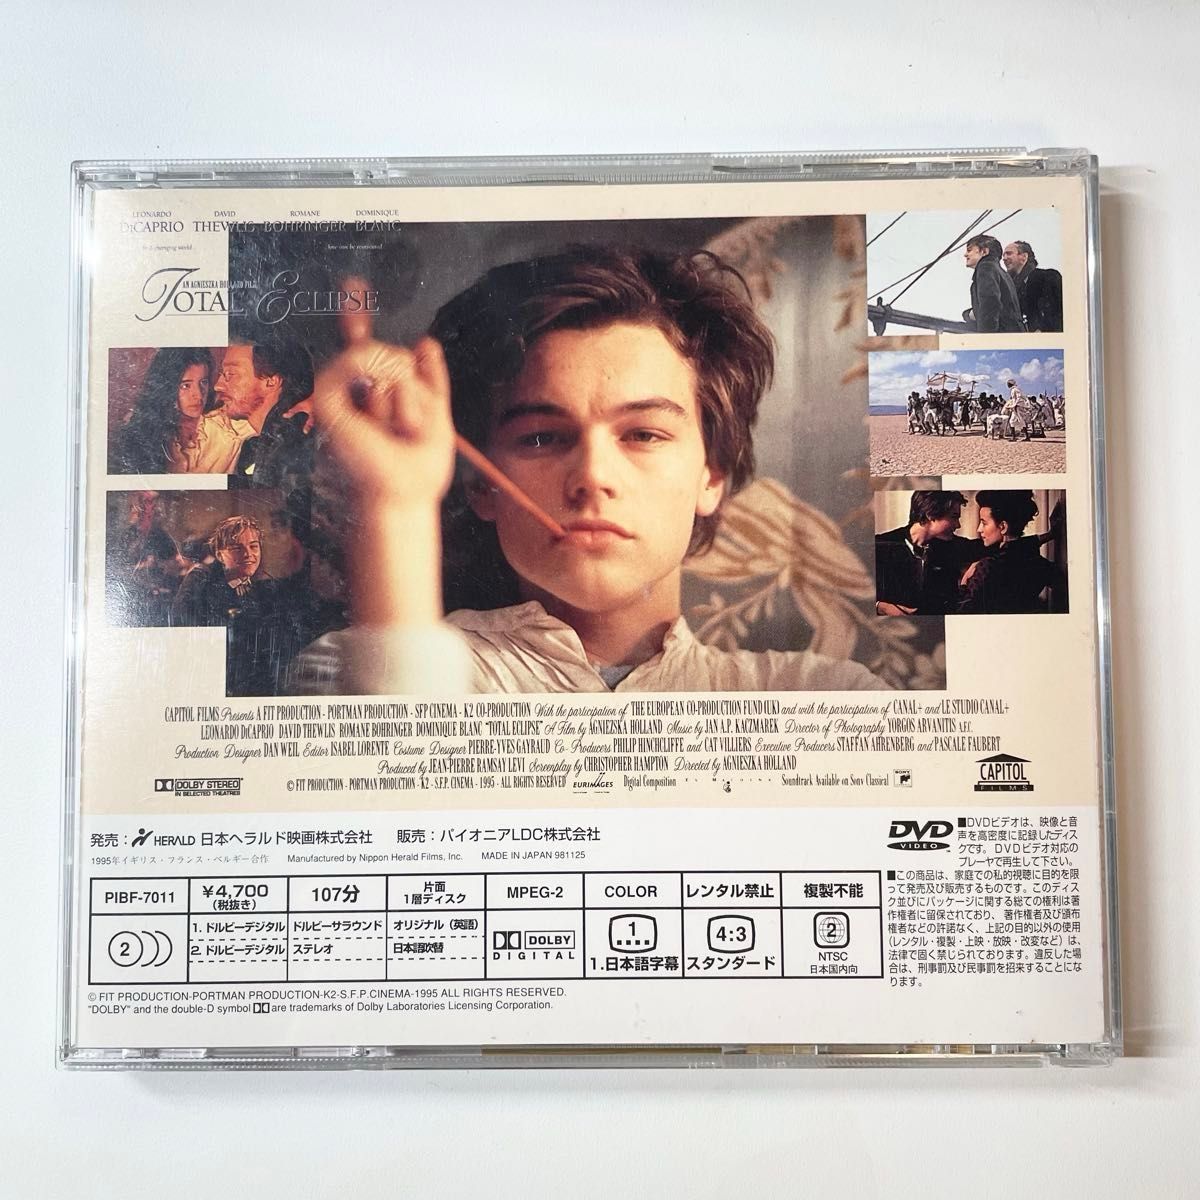 LEONARDO DAVID ROMANE DOMINIQUE
DICAPRIO THEWLIS BOHRINGER BLANC
In a changing world... love can be eternal.
AN AGNIESZKA HOLLAND FILM
TOTAL ECLIPSE
CAPITOL FILMS Presents A FIT PRODUCTION - PORTMAN PRODUCTION - SFP CINEMA - K2 CO-PRODUCTION With the participation of THE EUROPEAN CO-PRODUCTION FUND (UK) and with the participation of CANAL+ and LE STUDIO CANAL+
LEONARDO DiCAPRIO DAVID THEWLIS ROMANE BOHRINGER DOMINIQUE BLANC "TOTAL ECLIPSE" A Film by AGNIESZKA HOLLAND Music by JAN A.P. KACZMAREK Director of Photography YORGOS ARVANITIS A.F.C.
Production Designer DAN WEIL Editor ISABEL LORENTE Costume Designer PIERRE-YVES GAYRAUD Co-Producers PHILIP HINCHCLIFFE and CAT VILLIERS Executive Producers STAFFAN AHRENBERG and PASCALE FAUBERT
Produced by JEAN-PIERRE RAMSAY LEVI Screenplay by CHRISTOPHER HAMPTON Directed by AGNIESZKA HOLLAND
DOLBY STEREO
IN SELECTED THEATRES
© FIT PRODUCTION - PORTMAN PRODUCTION - K2 - S.F.P. CINEMA - 1995 - ALL RIGHTS RESERVED
EURIMAGES
Digital Composition
Soundtrack Available on Sony Classical
SONY
CAPITOL
FILMS
発売：HERALD 日本ヘラルド映画株式会社 販売：パイオニアLDC株式会社
1995年イギリス・フランス・ベルギー合作 Manufactured by Nippon Herald Films, Inc. MADE IN JAPAN 981125
PIBF-7011
¥4,700
(税抜き)
107分
片面
1層ディスク
MPEG-2
COLOR
レンタル禁止
複製不能
2
1. ドルビーデジタル ドルビーサラウンド オリジナル（英語）
2. ドルビーデジタル ステレオ 日本語吹替
DOLBY
DIGITAL
1
1.日本語字幕
4:3
スタンダード
2
NTSC
日本国内向
DVD
VIDEO
■DVDビデオは、映像と音
声を高密度に記録したディス
クです。DVDビデオ対応の
プレーヤで再生して下さい。
■この商品は、家庭での私的視聴に目的を限
って発売及び販売するものです。このディス
ク並びにパッケージに関する総ての権利は著
作権者に留保されており、著作権者及び頒布
権者などの許諾なく、上記の目的以外の使用
（レンタル・複製・上映・放映・改変など）は、
法律で固く禁じられております。違反した場
合は、刑事罰及び民事罰を招来することにな
ります。
© FIT PRODUCTION-PORTMAN PRODUCTION-K2-S.F.P.CINEMA-1995 ALL RIGHTS RESERVED.
"DOLBY" and the double-D symbol are trademarks of Dolby Laboratories Licensing Corporation.